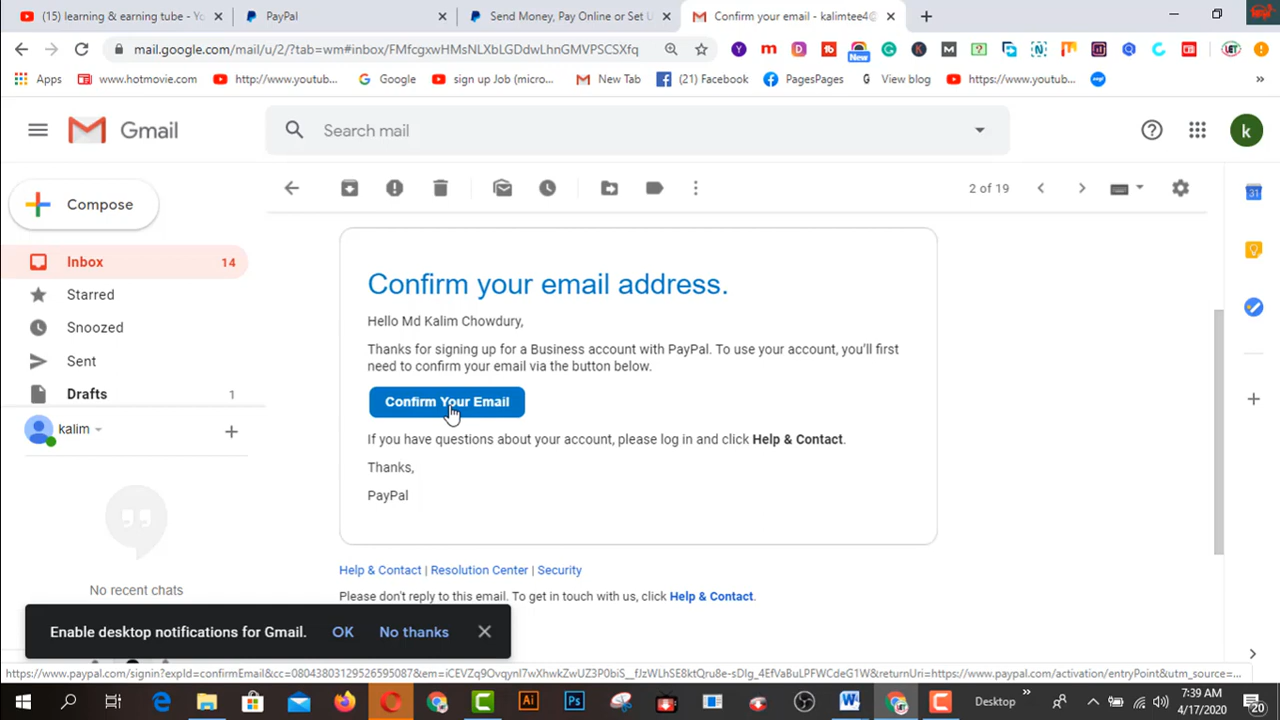 (15) learning & earning tube - Yo
PayPal
Send Money, Pay Online or Set U
Confirm your email - kalimtee4@
mail.google.com/mail/u/2/?tab=wm#inbox/FMfcgxwHMsNLXbLGDdwLhnGMVPSCSXfq
New
Apps
www.hotmovie.com
http://www.youtub...
Google
sign up Job (micro...
New Tab
(21) Facebook
PagesPages
View blog
https://www.youtub...
»
Gmail
Search mail
k
Compose
2 of 19
31
Inbox 14
Starred
Snoozed
Sent
Drafts 1
kalim
No recent chats
Confirm your email address.
Hello Md Kalim Chowdury,
Thanks for signing up for a Business account with PayPal. To use your account, you'll first
need to confirm your email via the button below.
Confirm Your Email
If you have questions about your account, please log in and click Help & Contact.
Thanks,
PayPal
Help & Contact | Resolution Center | Security
Please don't reply to this email. To get in touch with us, click Help & Contact.
Enable desktop notifications for Gmail. OK No thanks
Desktop
»
7:39 AM
4/17/2020
20